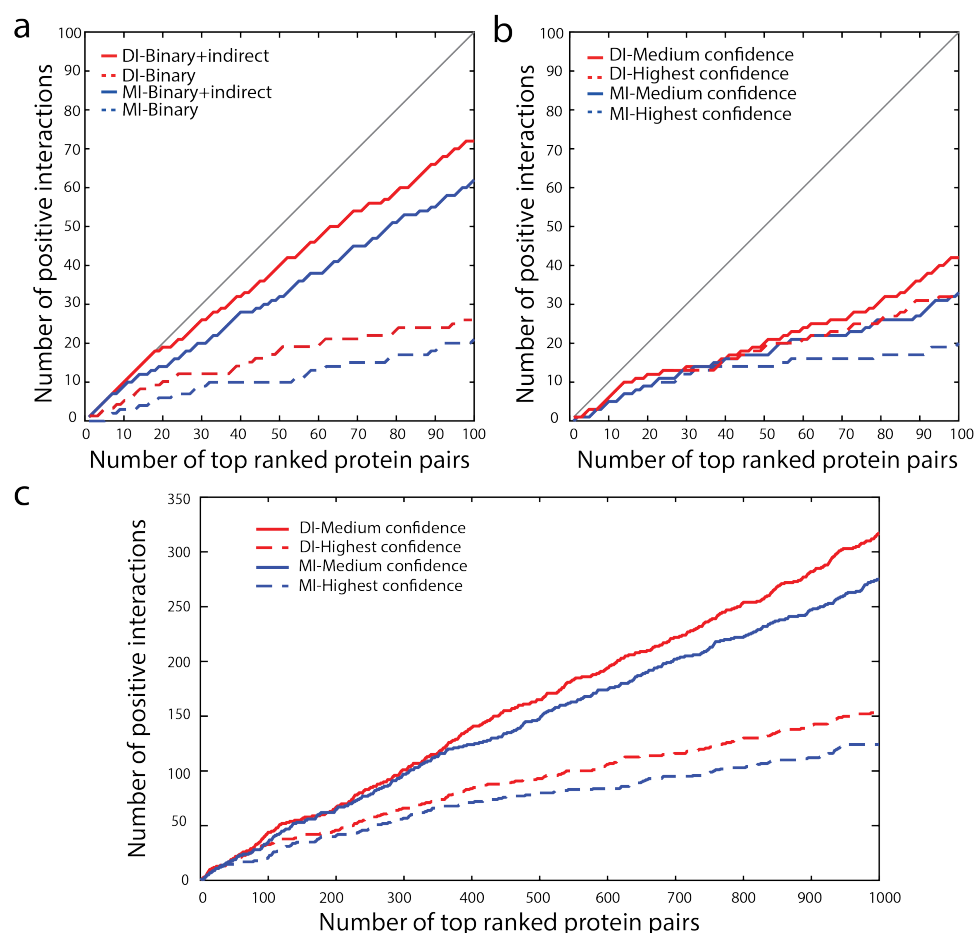 a
100
90
80
70
60
50
40
30
20
10
0
Number of positive interactions
DI-Binary+indirect
DI-Binary
MI-Binary+indirect
MI-Binary
0 10 20 30 40 50 60 70 80 90 100
Number of top ranked protein pairs
b
100
90
80
70
60
50
40
30
20
10
0
Number of positive interactions
DI-Medium confidence
DI-Highest confidence
MI-Medium confidence
MI-Highest confidence
0 10 20 30 40 50 60 70 80 90 100
Number of top ranked protein pairs
c
350
300
250
200
150
100
50
0
Number of positive interactions
DI-Medium confidence
DI-Highest confidence
MI-Medium confidence
MI-Highest confidence
0 100 200 300 400 500 600 700 800 900 1000
Number of top ranked protein pairs